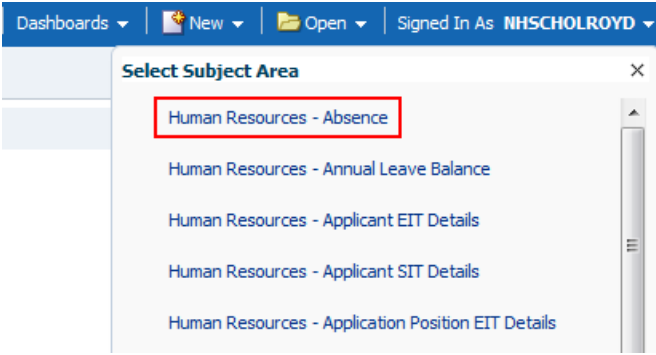 Dashboards New Open Signed In As NHSCHOLROYD
Select Subject Area
Human Resources - Absence
Human Resources - Annual Leave Balance
Human Resources - Applicant EIT Details
Human Resources - Applicant SIT Details
Human Resources - Application Position EIT Details